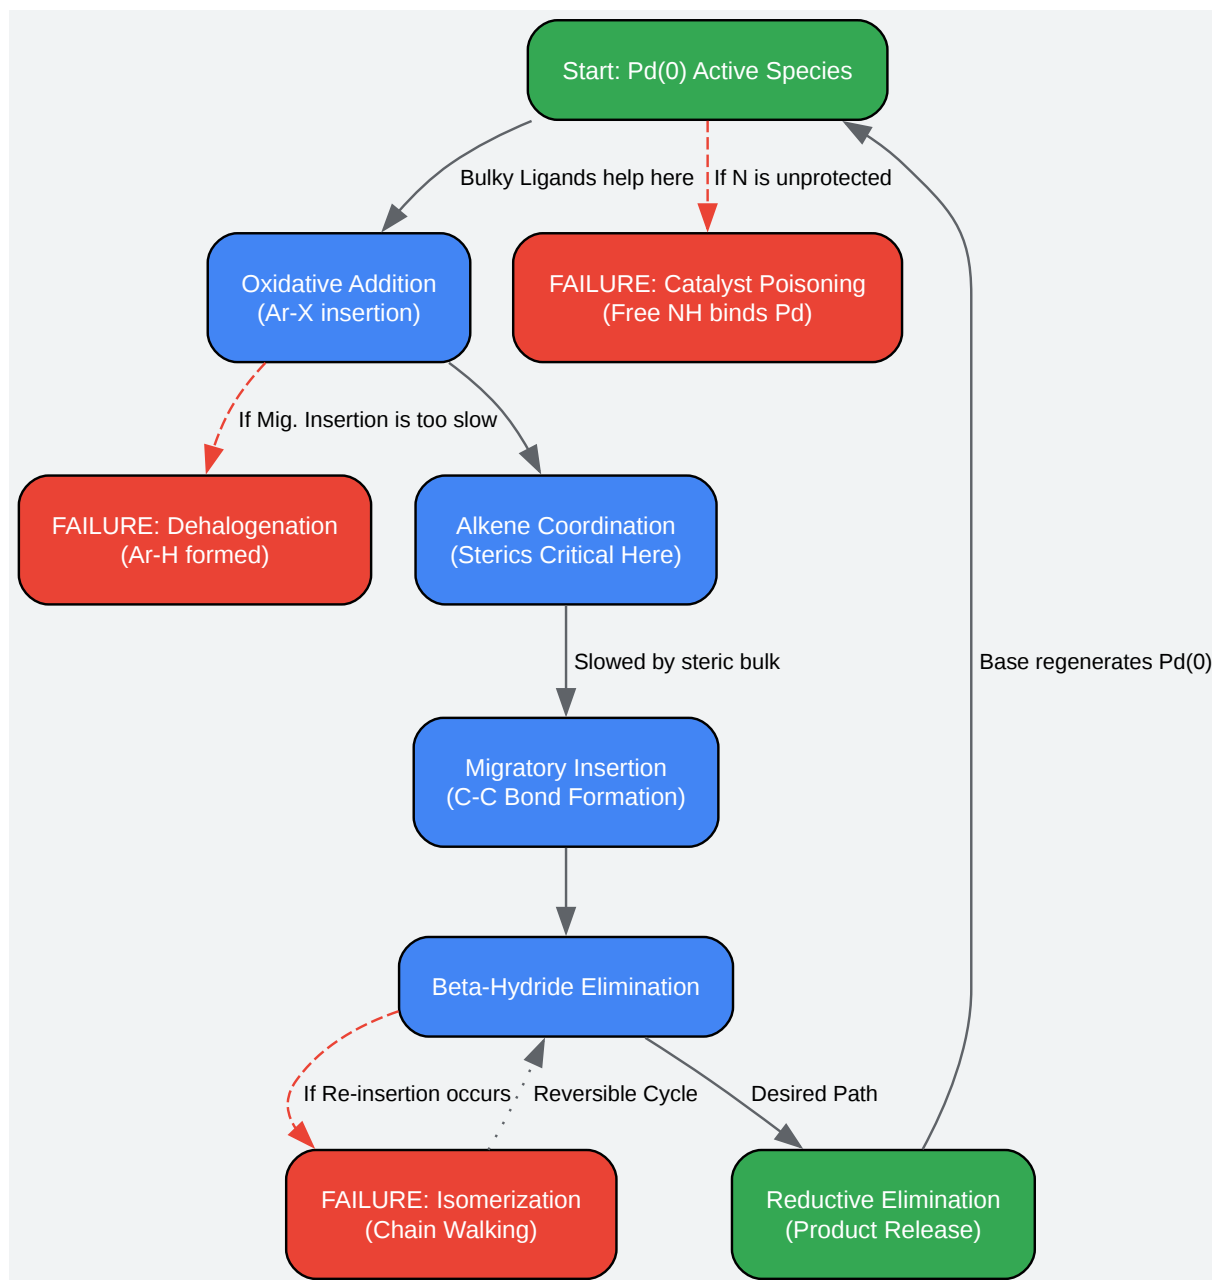 Start: Pd(0) Active Species
Bulky Ligands help here
If N is unprotected
Oxidative Addition
(Ar-X insertion)
FAILURE: Catalyst Poisoning
(Free NH binds Pd)
If Mig. Insertion is too slow
FAILURE: Dehalogenation
(Ar-H formed)
Alkene Coordination
(Sterics Critical Here)
Slowed by steric bulk
Base regenerates Pd(0)
Migratory Insertion
(C-C Bond Formation)
Beta-Hydride Elimination
If Re-insertion occurs
Reversible Cycle
Desired Path
FAILURE: Isomerization
(Chain Walking)
Reductive Elimination
(Product Release)